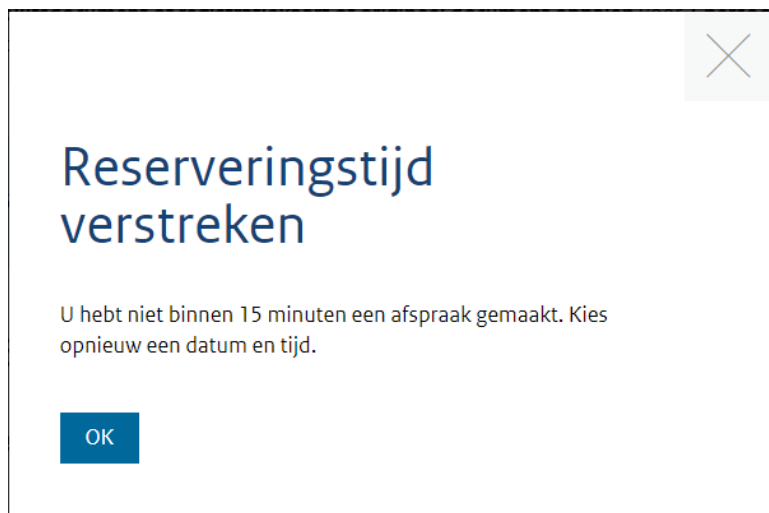 Reserveringstijd
verstreken
U hebt niet binnen 15 minuten een afspraak gemaakt. Kies
opnieuw een datum en tijd.
OK